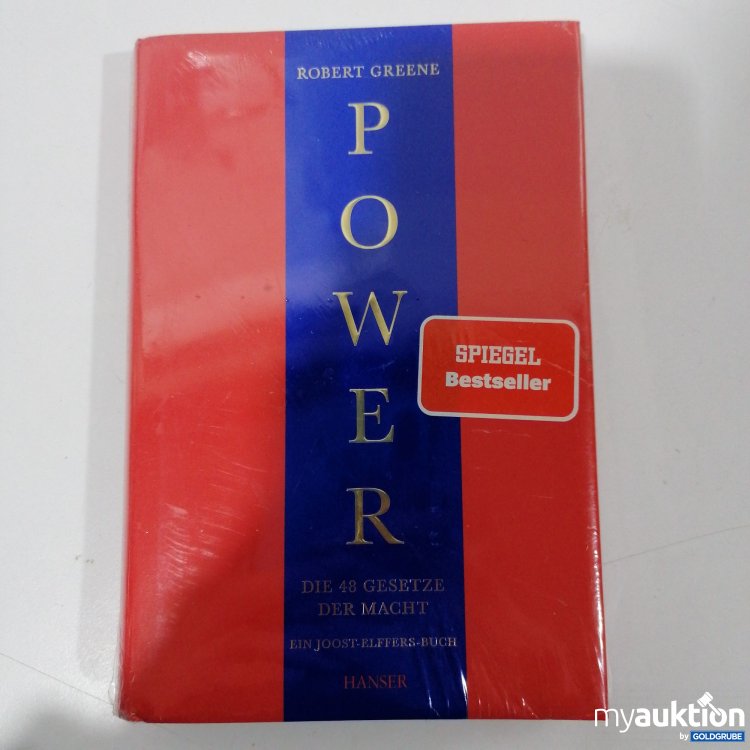 ROBERT GREENE
P
O
W
E
R
SPIEGEL
Bestseller
DIE 48 GESETZE
DER MACHT
EIN JOOST-ELFFERS-BUCH
HANSER
myauktion
by GOLDGRUBE